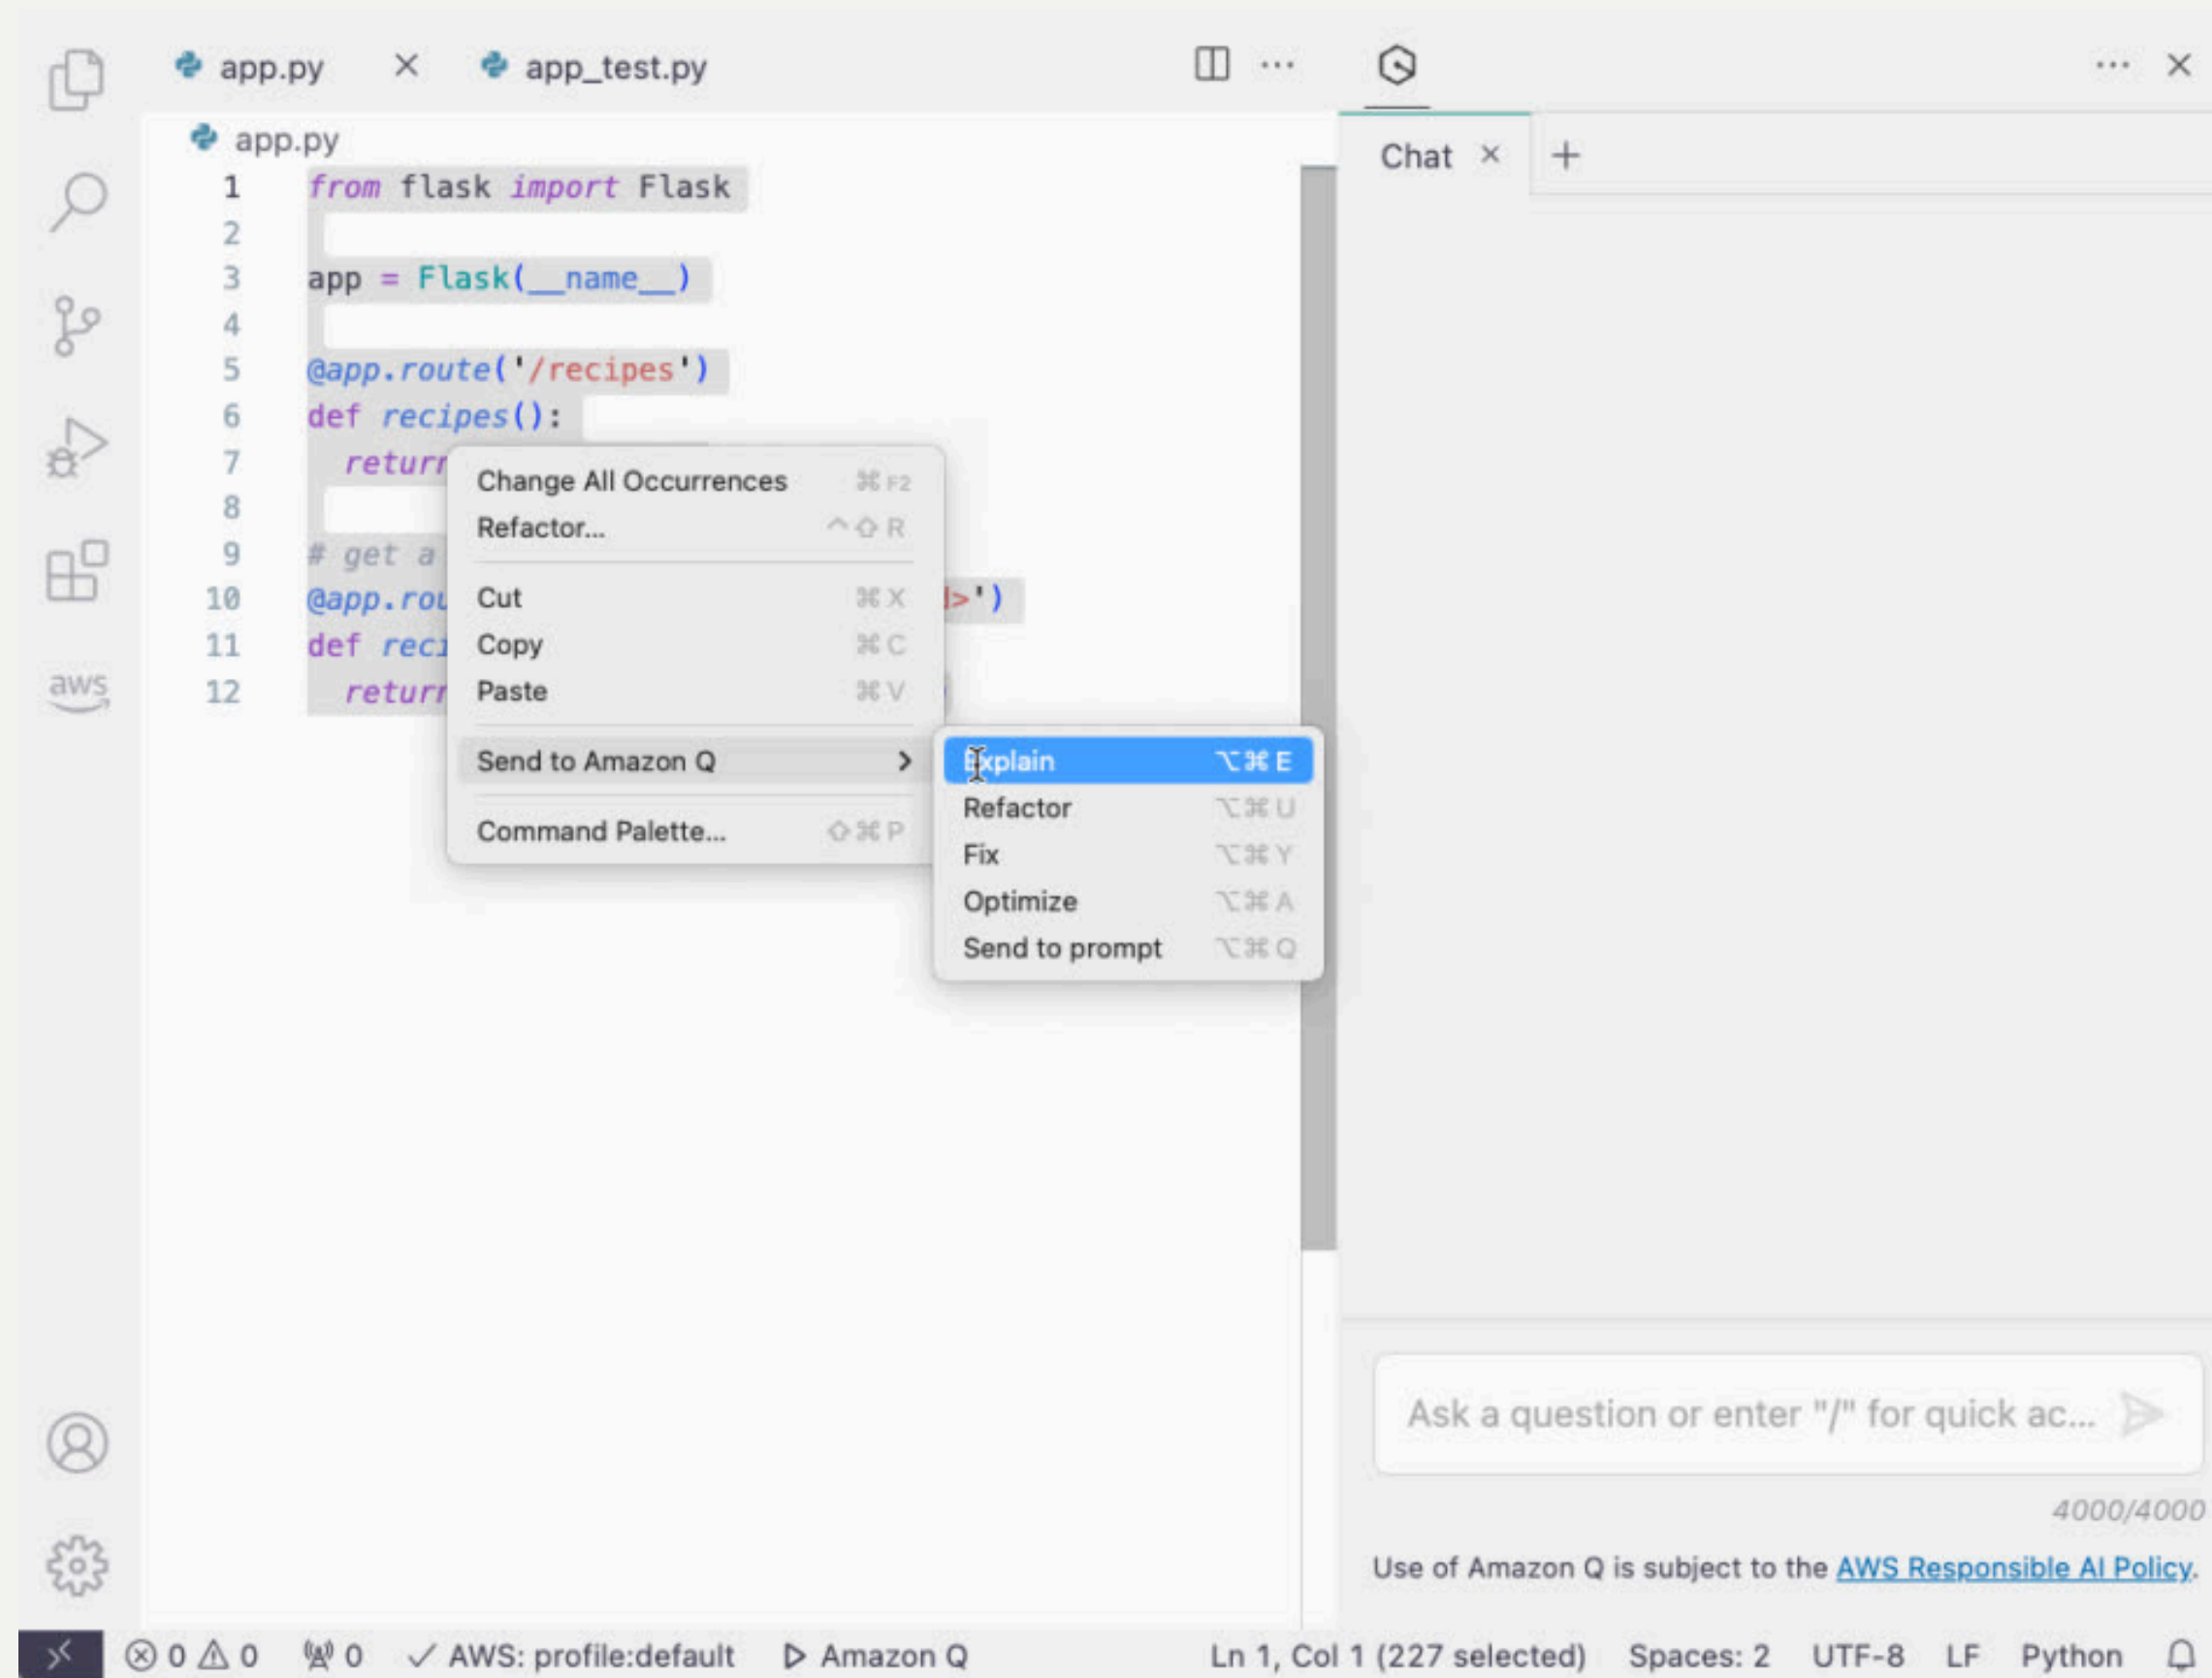 app.py app_test.py
app.py
Chat
1 from flask import Flask
2
3 app = Flask(__name__)
4
5 @app.route('/recipes')
6 def recipes():
7 return
8
9 # get a
10 @app.rou >')
11 def reci
12 return
aws
Change All Occurrences ⌘ F2
Refactor... ^⇧R
Cut ⌘X
Copy ⌘C
Paste ⌘V
Send to Amazon Q
Command Palette... ⇧⌘P
Explain ⌥⌘E
Refactor ⌥⌘U
Fix ⌥⌘Y
Optimize ⌥⌘A
Send to prompt ⌥⌘Q
Ask a question or enter "/" for quick ac...
4000/4000
Use of Amazon Q is subject to the AWS Responsible AI Policy.
0 0 0 AWS: profile:default Amazon Q Ln 1, Col 1 (227 selected) Spaces: 2 UTF-8 LF Python